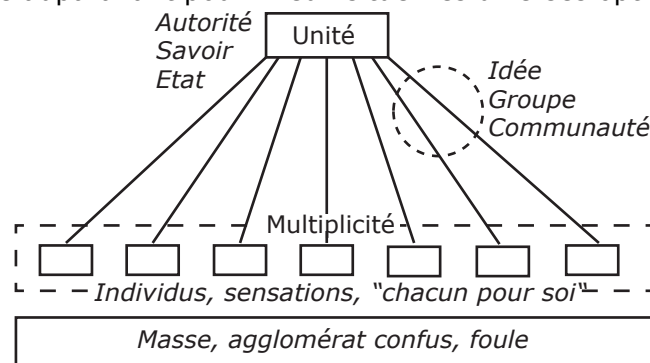 Autorité
Savoir
Etat
Unité
Idée
Groupe
Communauté
Multiplicité
Individus, sensations, “chacun pour soi“
Masse, agglomérat confus, foule